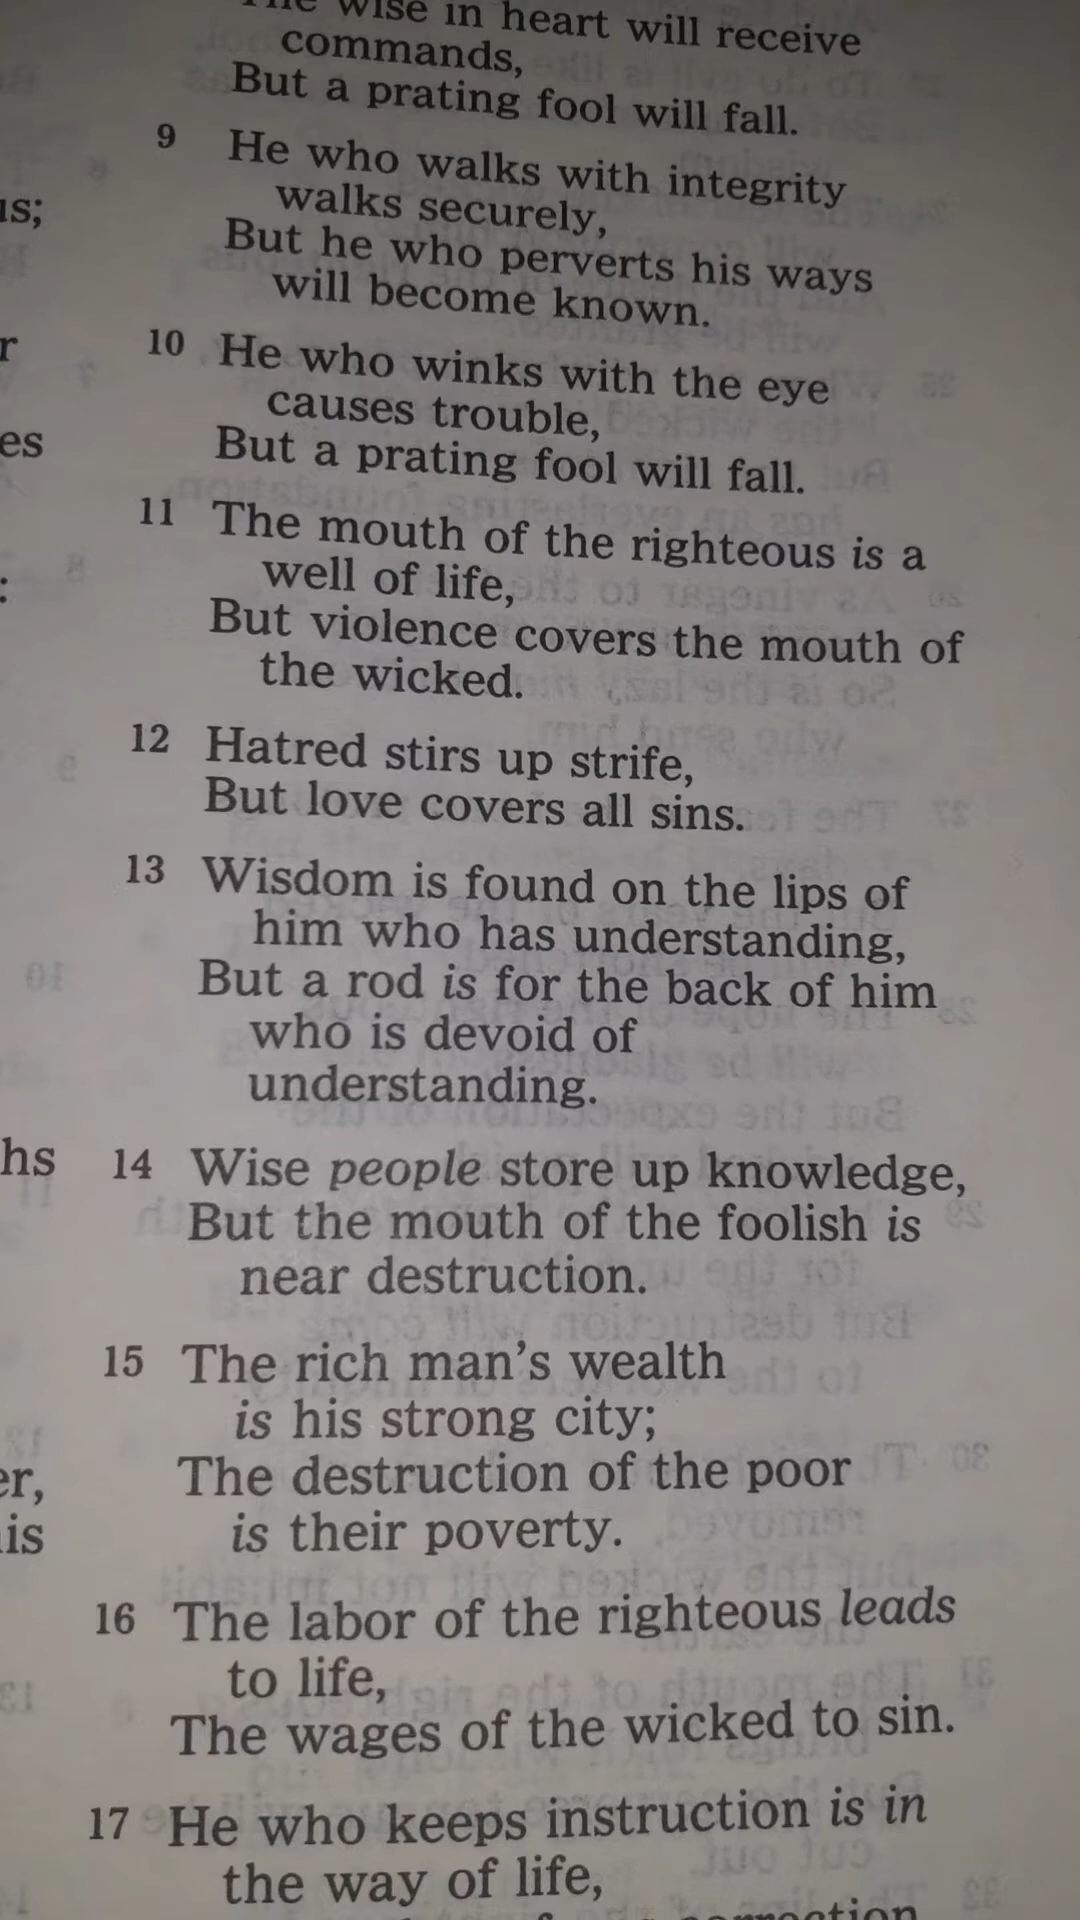 The wise in heart will receive
commands,
But a prating fool will fall.
9 He who walks with integrity
walks securely,
But he who perverts his ways
will become known.
10 He who winks with the eye
causes trouble,
But a prating fool will fall.
11 The mouth of the righteous is a
well of life,
But violence covers the mouth of
the wicked.
12 Hatred stirs up strife,
But love covers all sins.
13 Wisdom is found on the lips of
him who has understanding,
But a rod is for the back of him
who is devoid of
understanding.
14 Wise people store up knowledge,
But the mouth of the foolish is
near destruction.
15 The rich man’s wealth
is his strong city;
The destruction of the poor
is their poverty.
16 The labor of the righteous leads
to life,
The wages of the wicked to sin.
17 He who keeps instruction is in
the way of life,